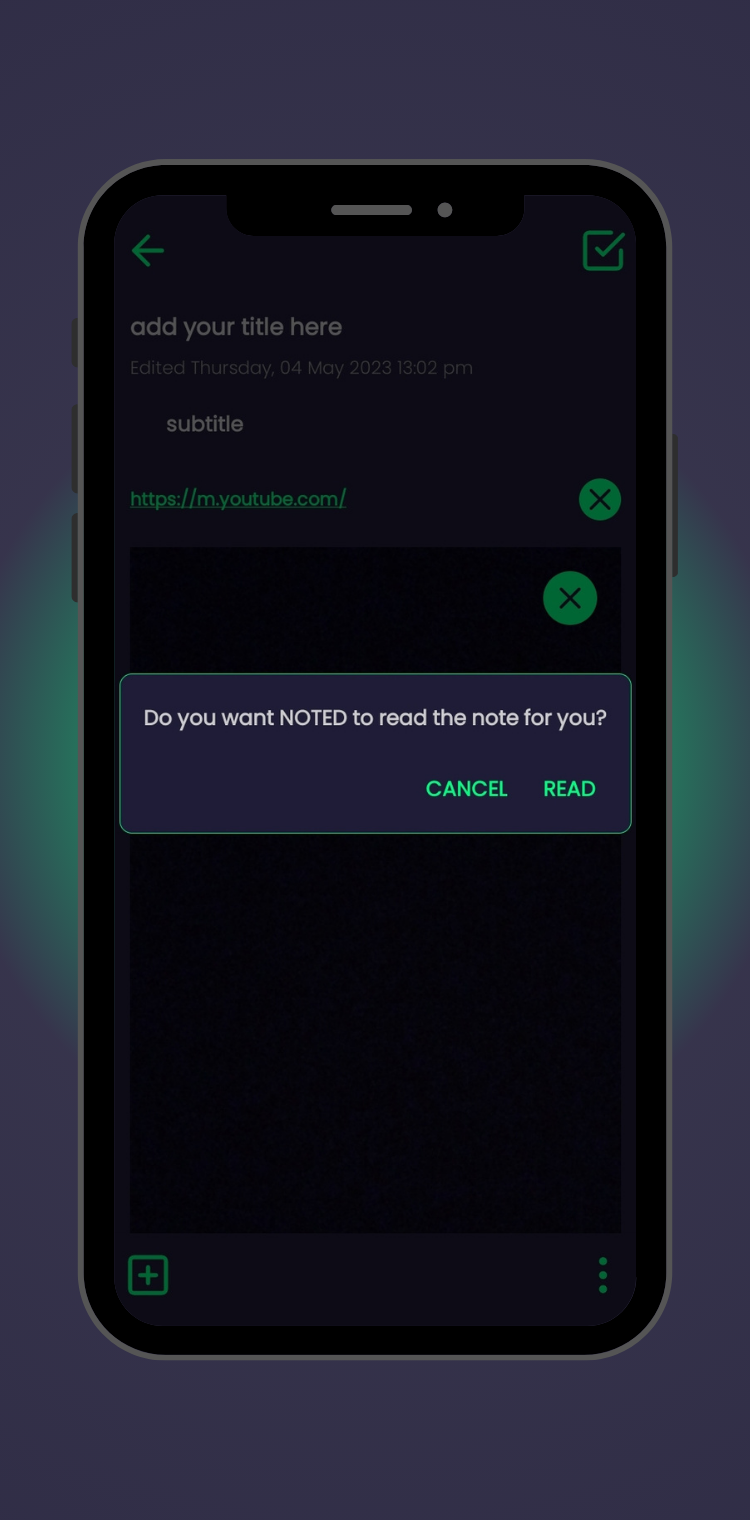 add your title here
Edited Thursday, 04 May 2023 13:02 pm
subtitle
https://m.youtube.com/
Do you want NOTED to read the note for you?
CANCEL READ